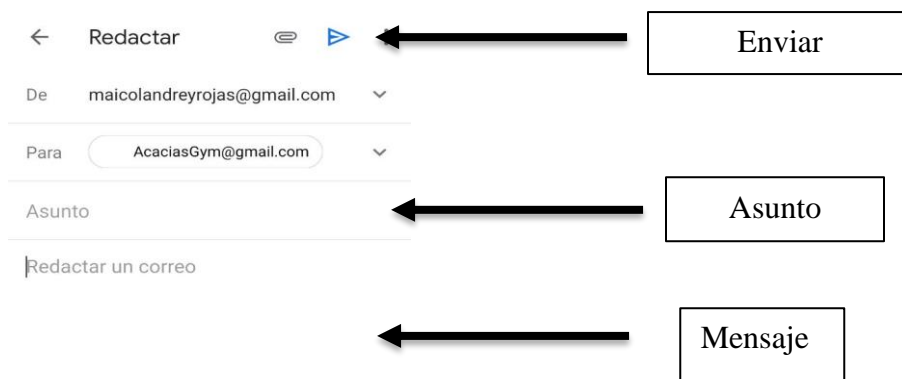 Redactar
Enviar
De maicolandreyrojas@gmail.com
Para AcaciasGym@gmail.com
Asunto
Asunto
Redactar un correo
Mensaje